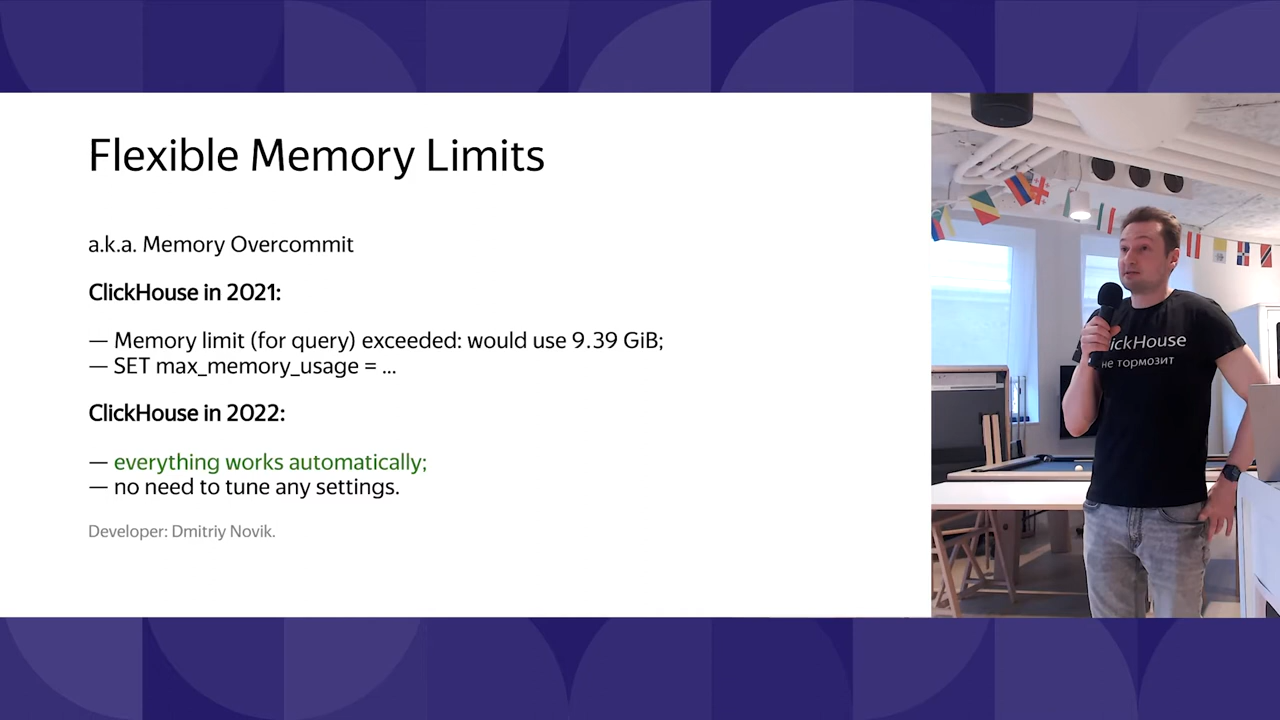 Flexible Memory Limits
a.k.a. Memory Overcommit
ClickHouse in 2021:
— Memory limit (for query) exceeded: would use 9.39 GiB;
— SET max_memory_usage = ...
ClickHouse in 2022:
— everything works automatically;
— no need to tune any settings.
Developer: Dmitriy Novik.
ickHouse
не тормозит